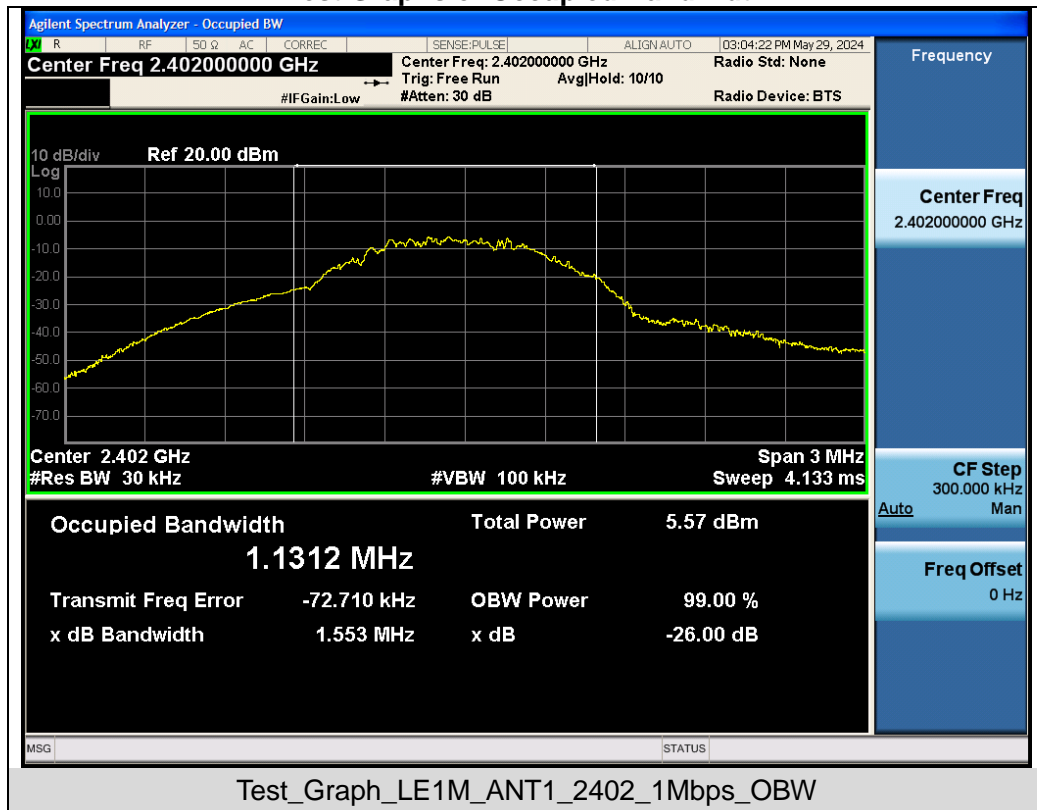 Agilent Spectrum Analyzer - Occupied BW
LXI R RF 50 Ω AC CORREC SENSE:PULSE ALIGN AUTO 03:04:22 PM May 29, 2024
Center Freq 2.402000000 GHz
Center Freq: 2.402000000 GHz Radio Std: None
Trig: Free Run Avg|Hold: 10/10
#IFGain:Low #Atten: 30 dB Radio Device: BTS
Frequency
10 dB/div Ref 20.00 dBm
Log
10.0
0.00
-10.0
-20.0
-30.0
-40.0
-50.0
-60.0
-70.0
Center 2.402 GHz Span 3 MHz
#Res BW 30 kHz #VBW 100 kHz Sweep 4.133 ms
Center Freq
2.402000000 GHz
CF Step
300.000 kHz
Auto Man
Freq Offset
0 Hz
Occupied Bandwidth Total Power 5.57 dBm
1.1312 MHz
Transmit Freq Error -72.710 kHz OBW Power 99.00 %
x dB Bandwidth 1.553 MHz x dB -26.00 dB
MSG STATUS
Test_Graph_LE1M_ANT1_2402_1Mbps_OBW